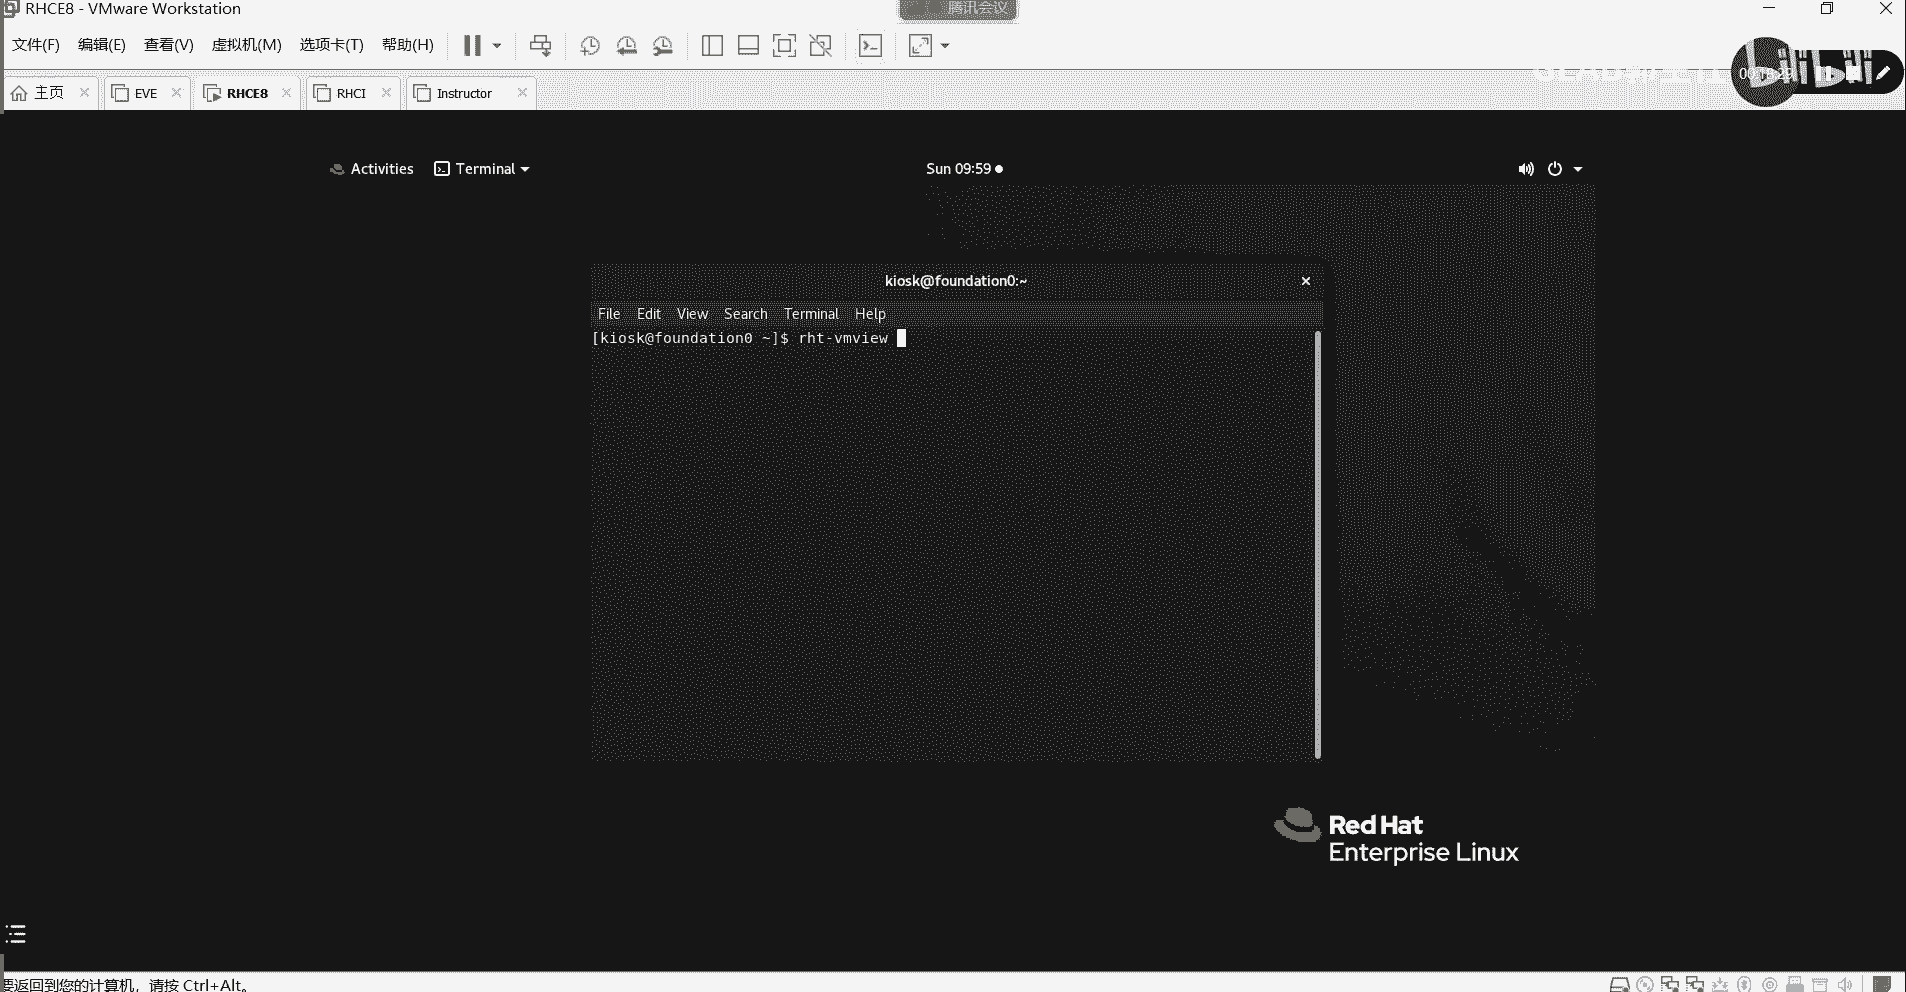 RHCE8 - VMware Workstation
腾讯会议
文件(F) 编辑(E) 查看(V) 虚拟机(M) 选项卡(T) 帮助(H)
主页 EVE RHCE8 RHCI Instructor
Activities Terminal Sun 09:59
kiosk@foundation0:~
File Edit View Search Terminal Help
[kiosk@foundation0 ~]$ rht-vmview
Red Hat
Enterprise Linux
要返回到您的计算机，请按 Ctrl+Alt。